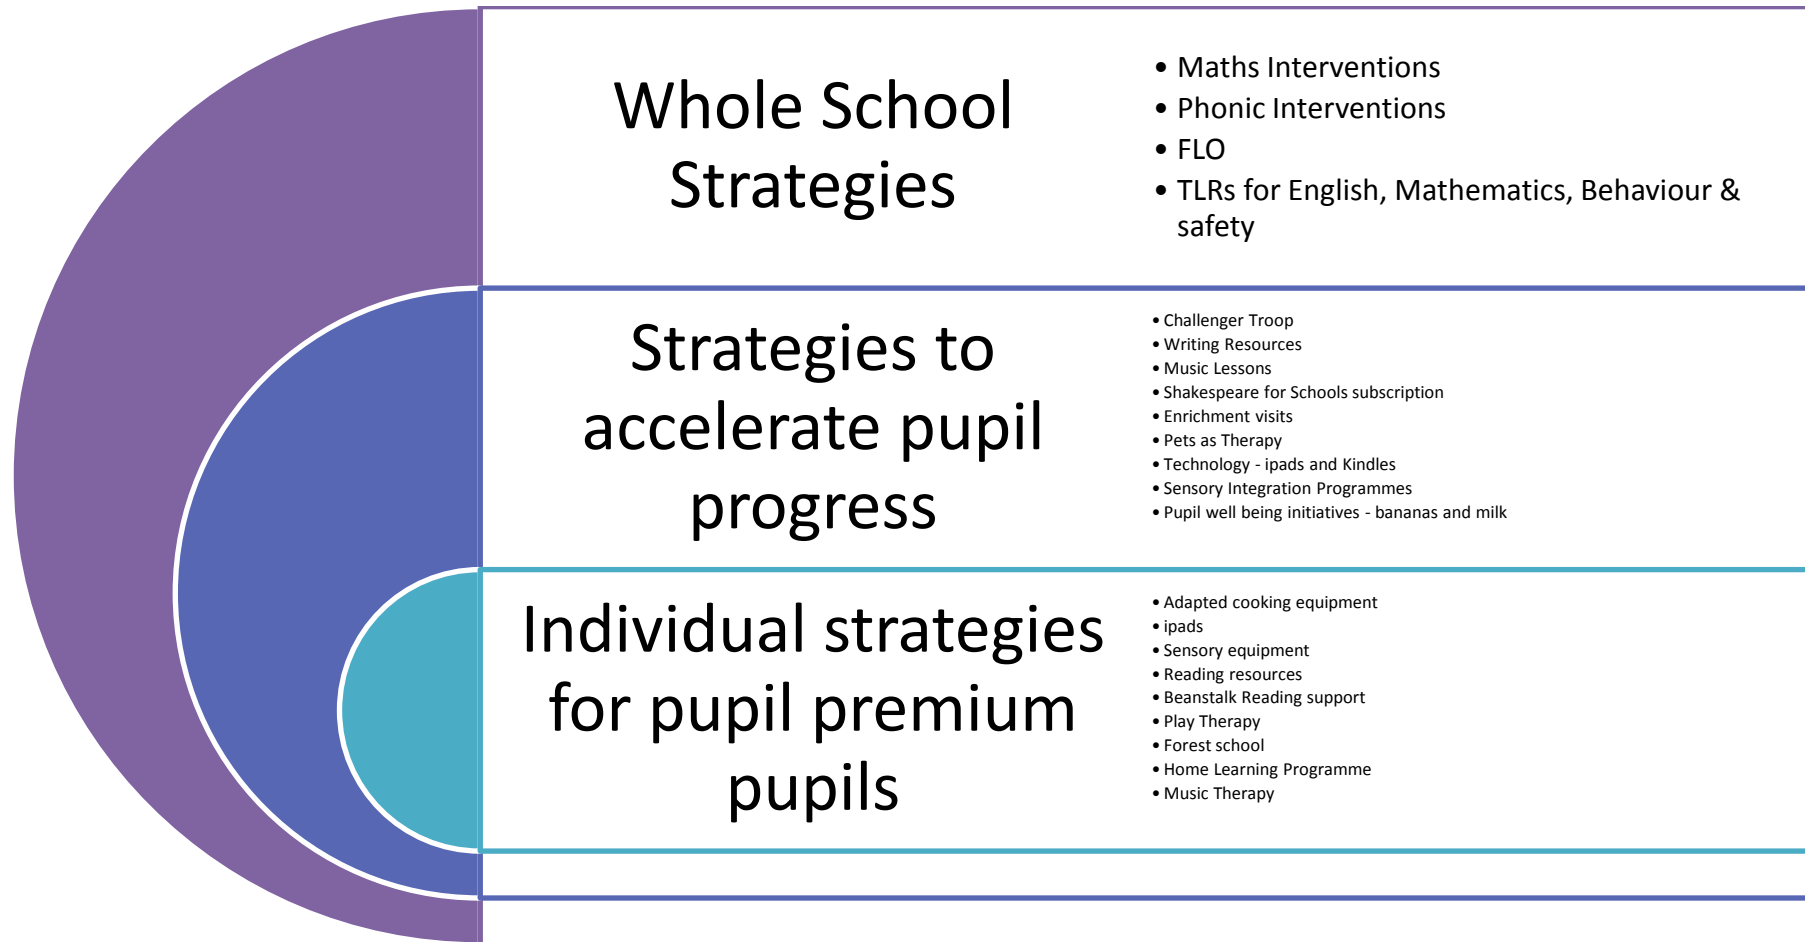 Whole School
Strategies
• Maths Interventions
• Phonic Interventions
• FLO
• TLRs for English, Mathematics, Behaviour &
safety
Strategies to
accelerate pupil
progress
• Challenger Troop
• Writing Resources
• Music Lessons
• Shakespeare for Schools subscription
• Enrichment visits
• Pets as Therapy
• Technology - ipads and Kindles
• Sensory Integration Programmes
• Pupil well being initiatives - bananas and milk
Individual strategies
for pupil premium
pupils
• Adapted cooking equipment
• ipads
• Sensory equipment
• Reading resources
• Beanstalk Reading support
• Play Therapy
• Forest school
• Home Learning Programme
• Music Therapy